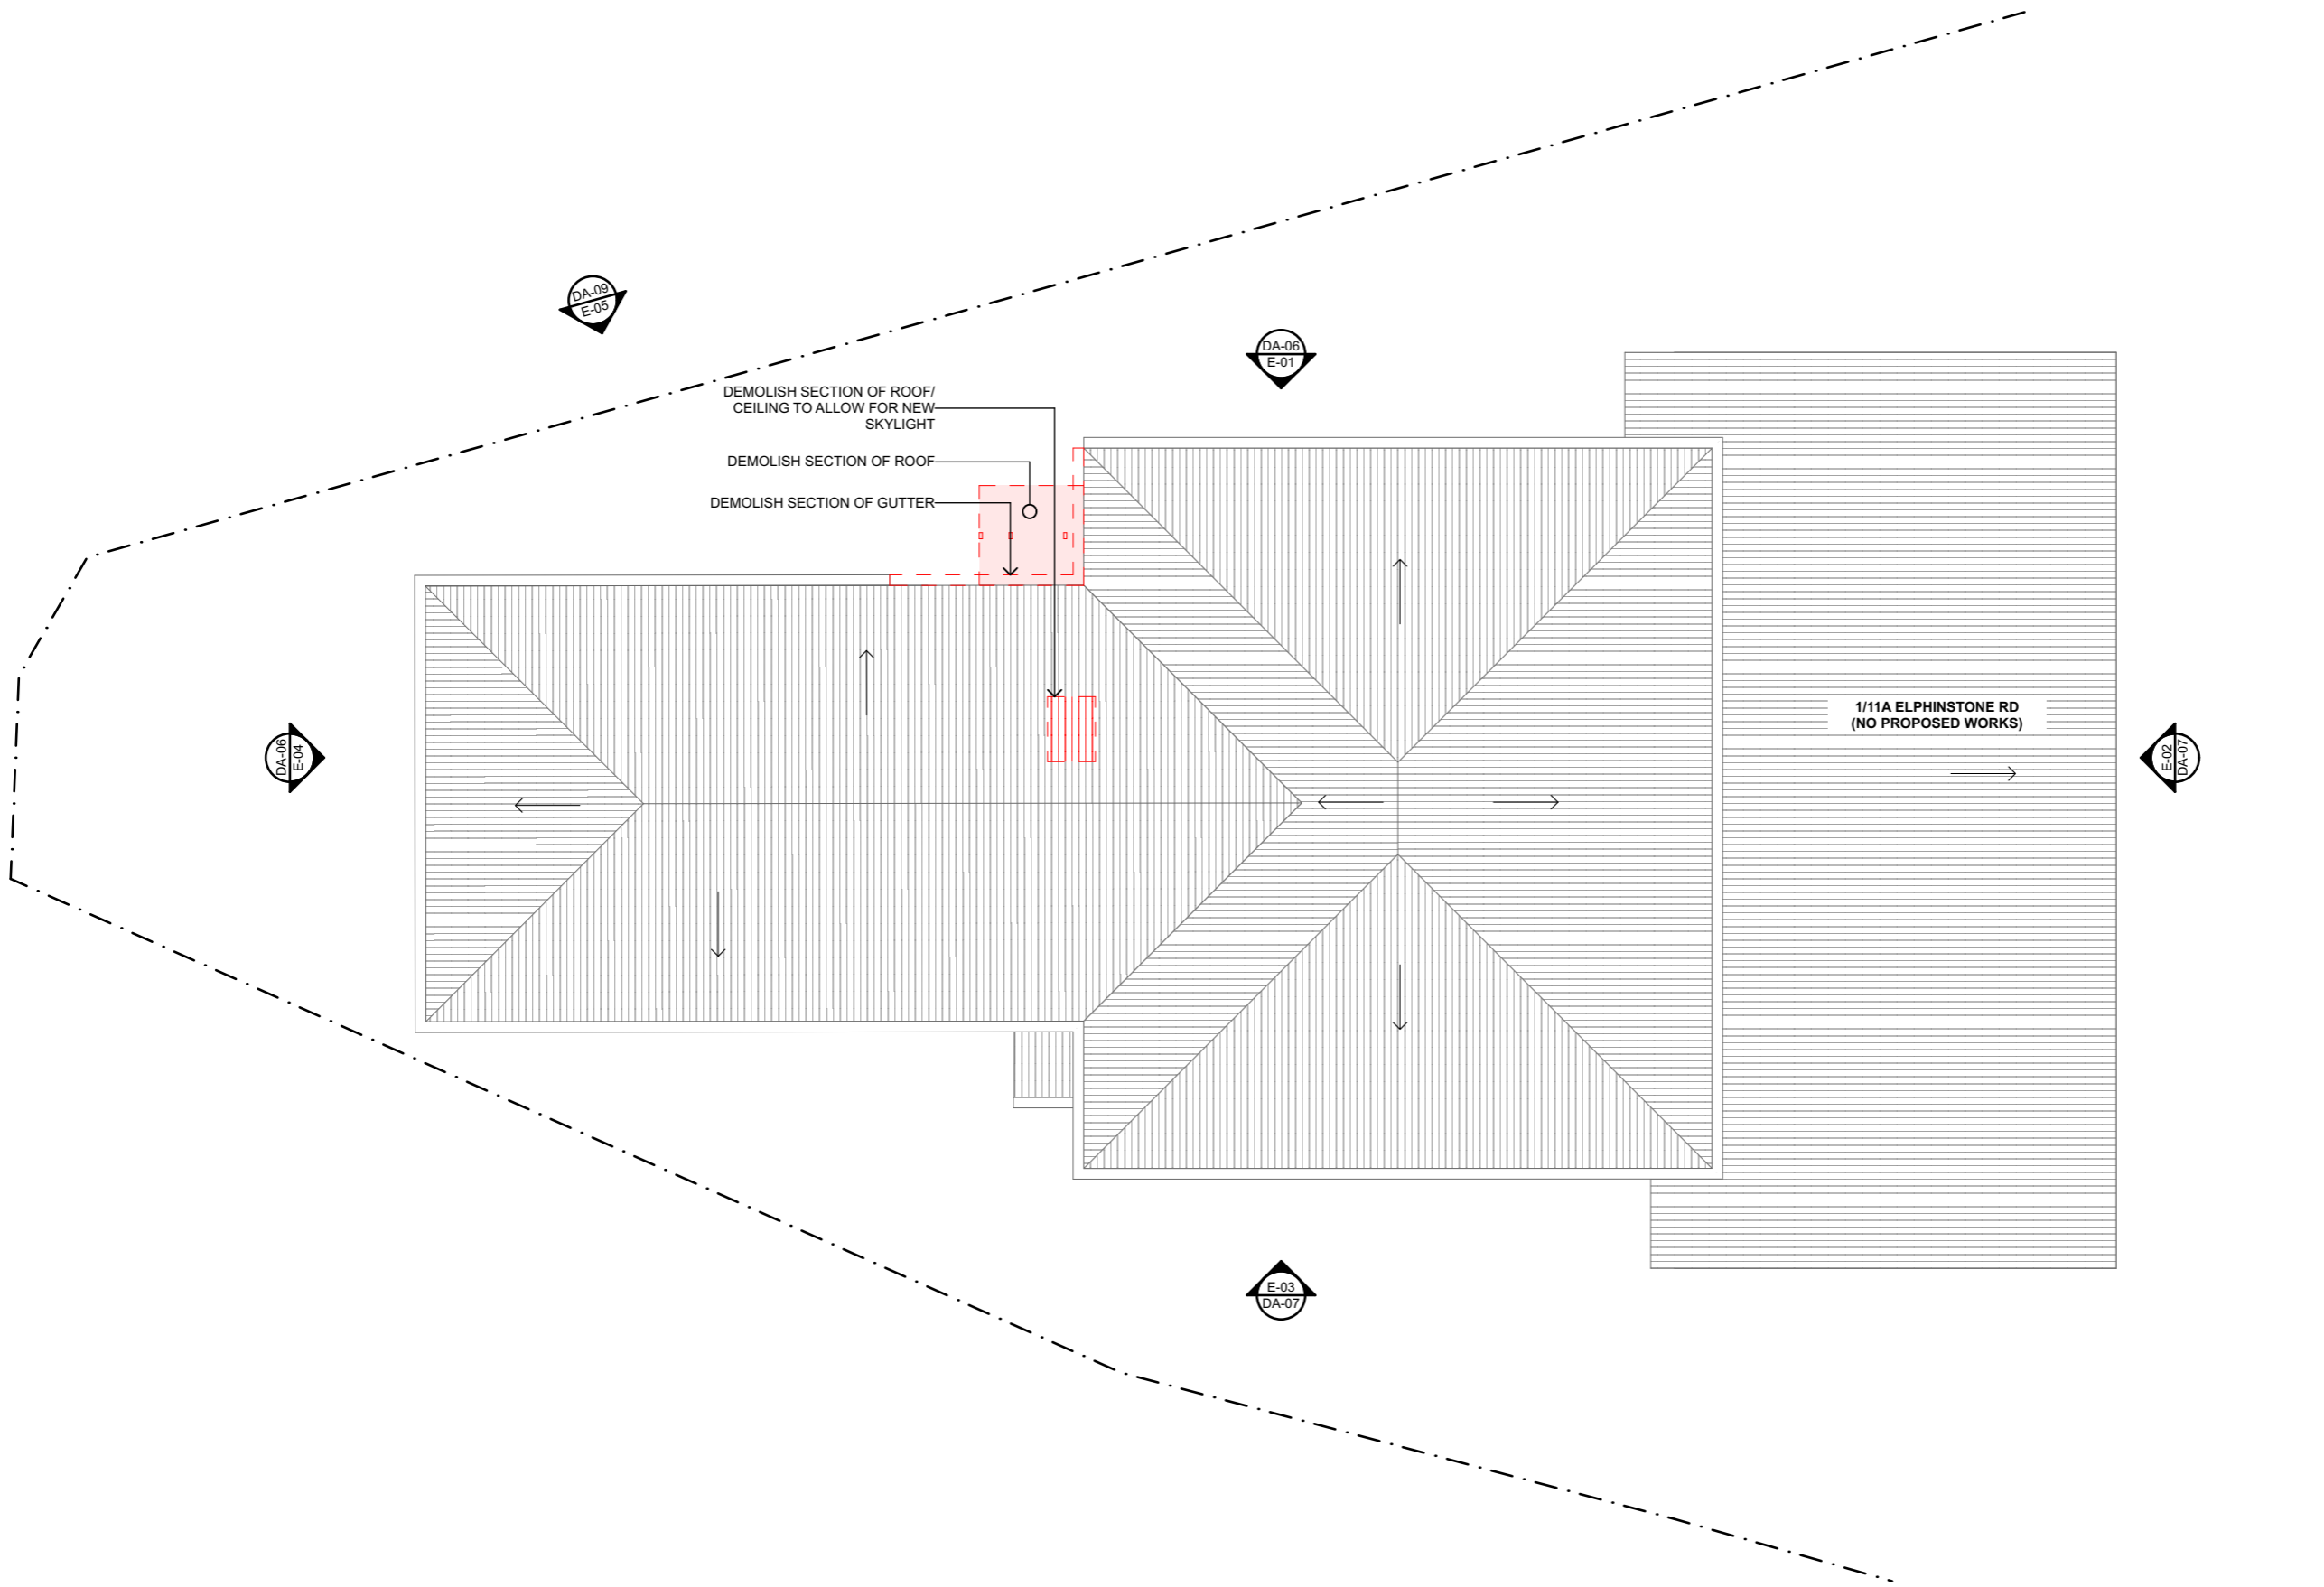 DA-09
E-05
DA-06
E-01
DEMOLISH SECTION OF ROOF/
CEILING TO ALLOW FOR NEW
SKYLIGHT
DEMOLISH SECTION OF ROOF
DEMOLISH SECTION OF GUTTER
1/11A ELPHINSTONE RD
(NO PROPOSED WORKS)
DA-06
E-04
E-02
DA-07
E-03
DA-07